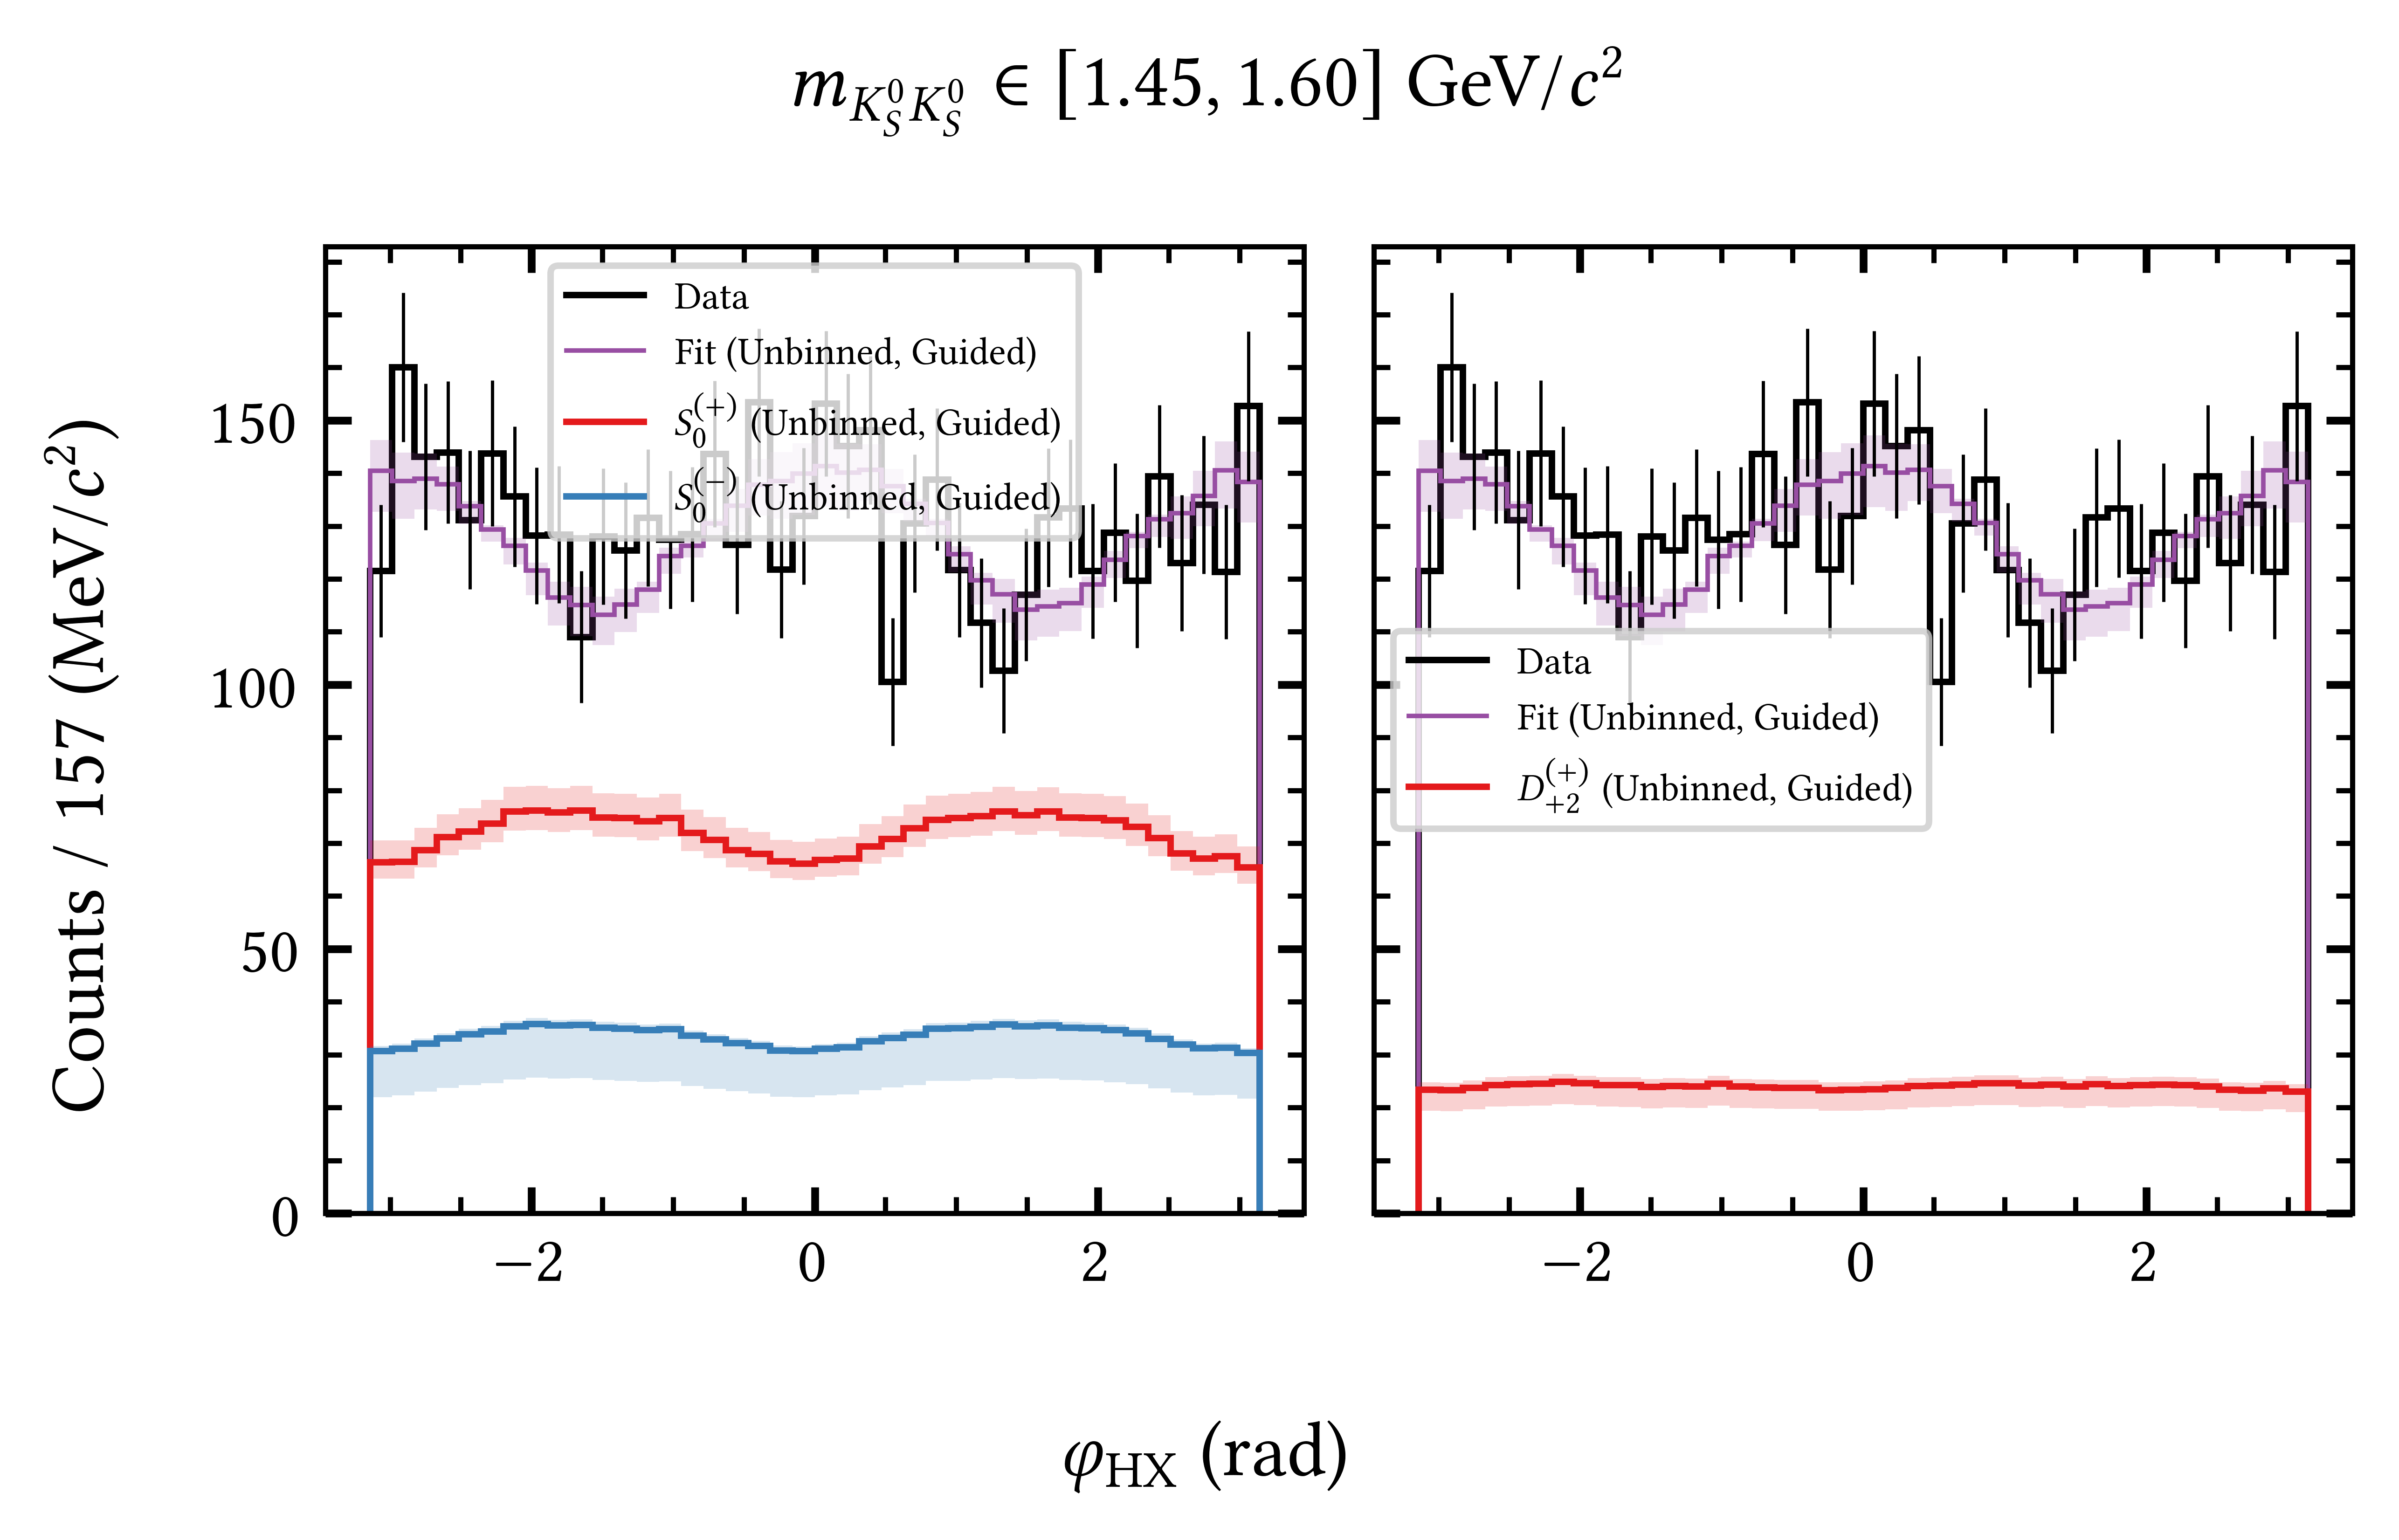 m_{K_S^0 K_S^0} ∈ [1.45, 1.60] GeV/c²
Counts / 157 (MeV/c²)
150
100
50
0
Data
Fit (Unbinned, Guided)
S_0^{(+)} (Unbinned, Guided)
S_0^{(−)} (Unbinned, Guided)
−2 0 2
Data
Fit (Unbinned, Guided)
D_{+2}^{(+)} (Unbinned, Guided)
−2 0 2
φ_{HX} (rad)